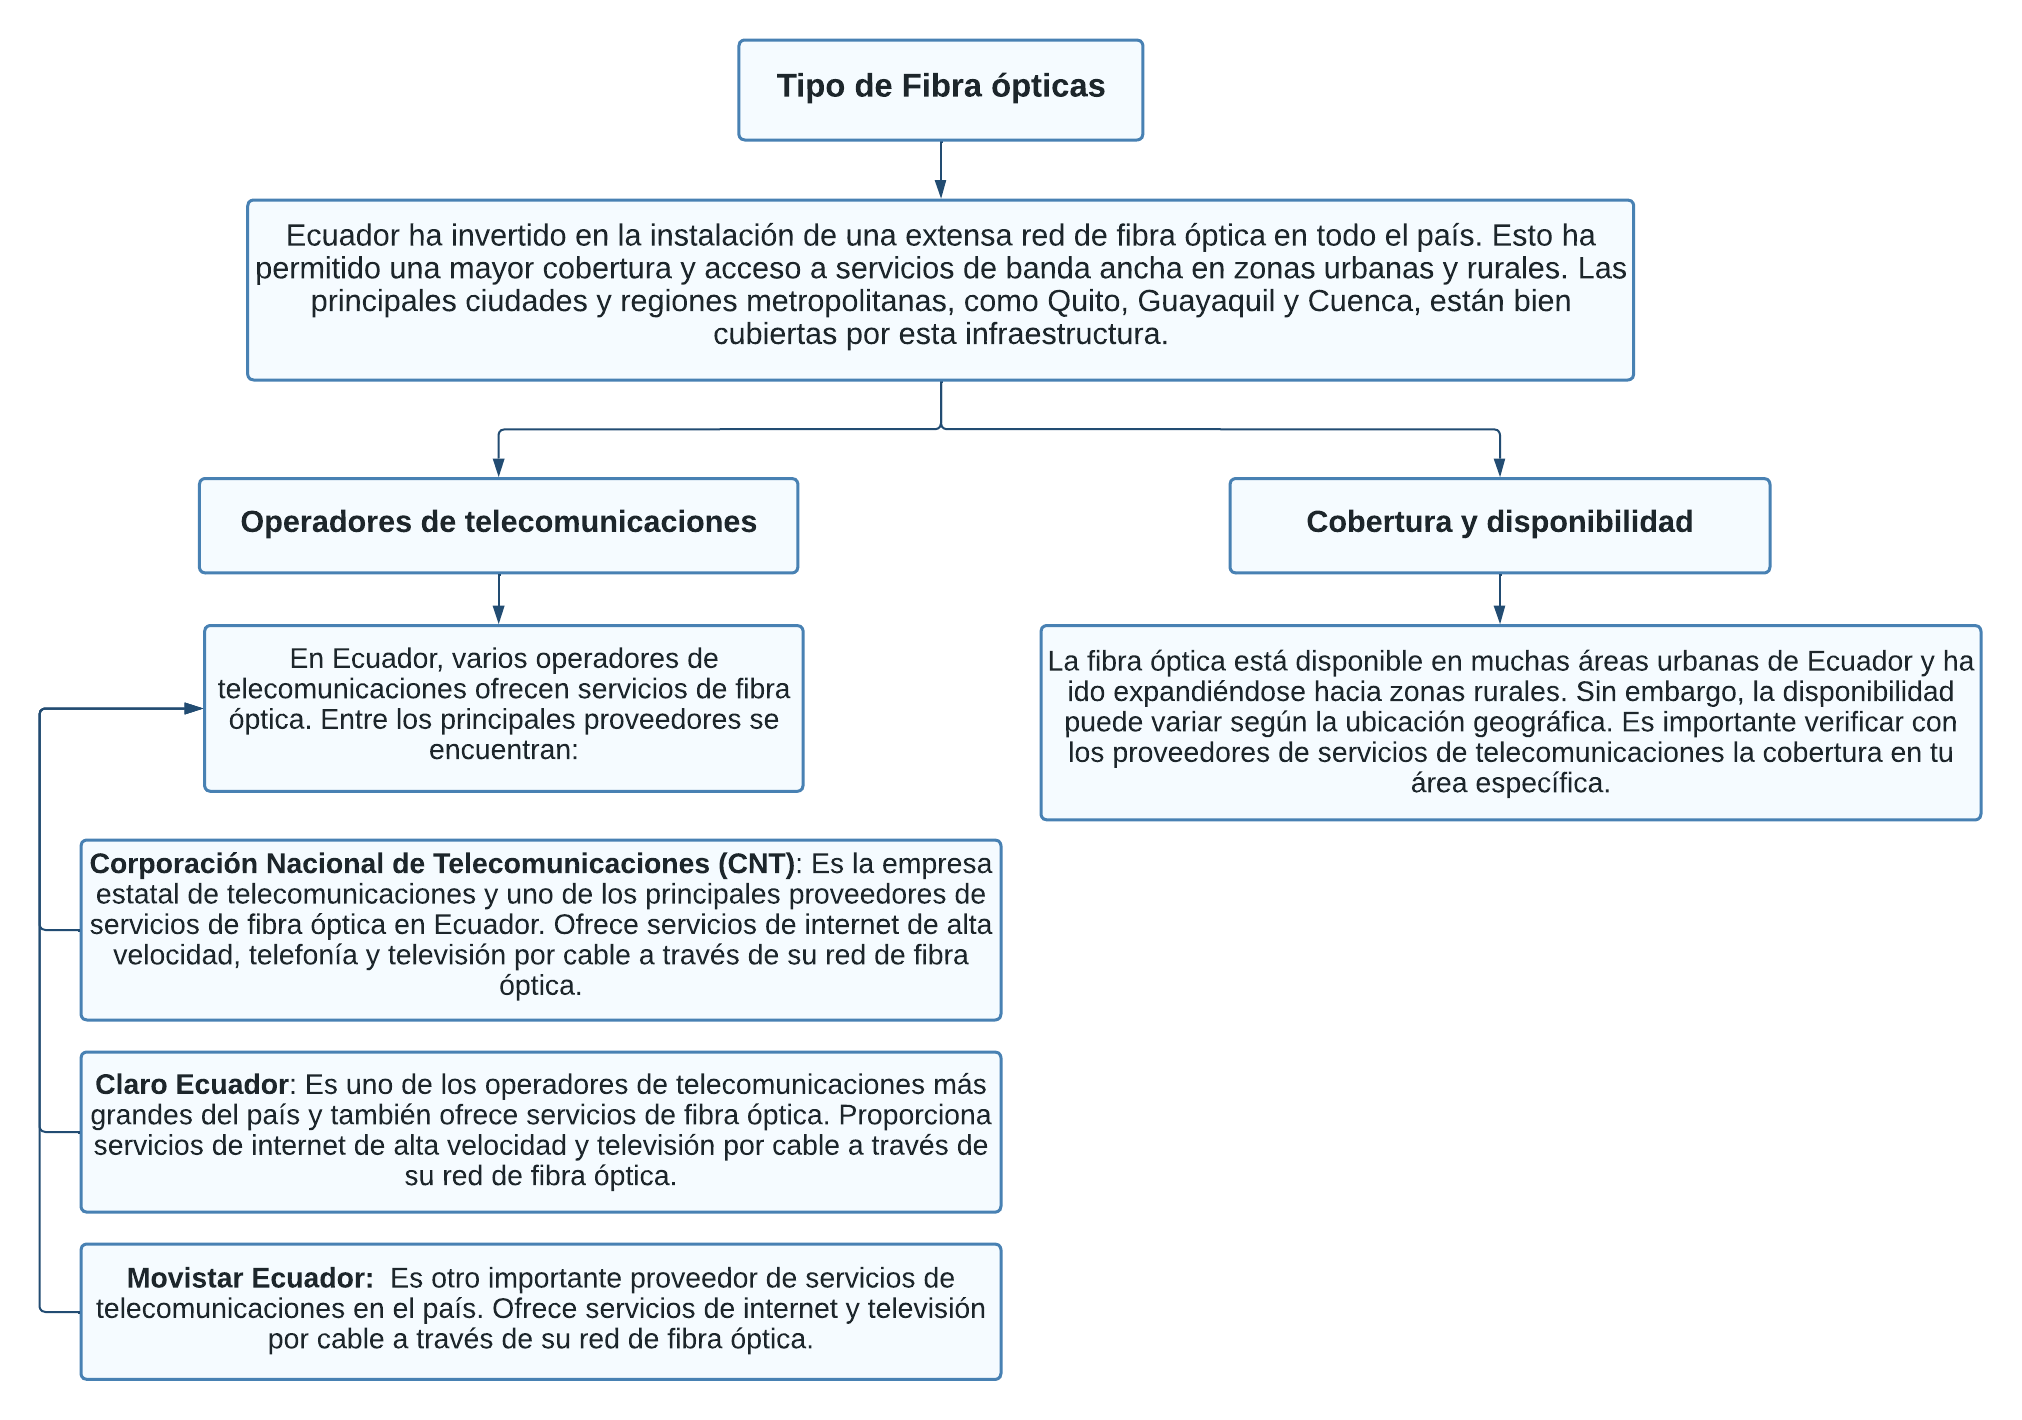 Tipo de Fibra ópticas
Ecuador ha invertido en la instalación de una extensa red de fibra óptica en todo el país. Esto ha
permitido una mayor cobertura y acceso a servicios de banda ancha en zonas urbanas y rurales. Las
principales ciudades y regiones metropolitanas, como Quito, Guayaquil y Cuenca, están bien
cubiertas por esta infraestructura.
Operadores de telecomunicaciones
En Ecuador, varios operadores de
telecomunicaciones ofrecen servicios de fibra
óptica. Entre los principales proveedores se
encuentran:
Corporación Nacional de Telecomunicaciones (CNT): Es la empresa
estatal de telecomunicaciones y uno de los principales proveedores de
servicios de fibra óptica en Ecuador. Ofrece servicios de internet de alta
velocidad, telefonía y televisión por cable a través de su red de fibra
óptica.
Claro Ecuador: Es uno de los operadores de telecomunicaciones más
grandes del país y también ofrece servicios de fibra óptica. Proporciona
servicios de internet de alta velocidad y televisión por cable a través de
su red de fibra óptica.
Movistar Ecuador:  Es otro importante proveedor de servicios de
telecomunicaciones en el país. Ofrece servicios de internet y televisión
por cable a través de su red de fibra óptica.
Cobertura y disponibilidad
La fibra óptica está disponible en muchas áreas urbanas de Ecuador y ha
ido expandiéndose hacia zonas rurales. Sin embargo, la disponibilidad
puede variar según la ubicación geográfica. Es importante verificar con
los proveedores de servicios de telecomunicaciones la cobertura en tu
área específica.